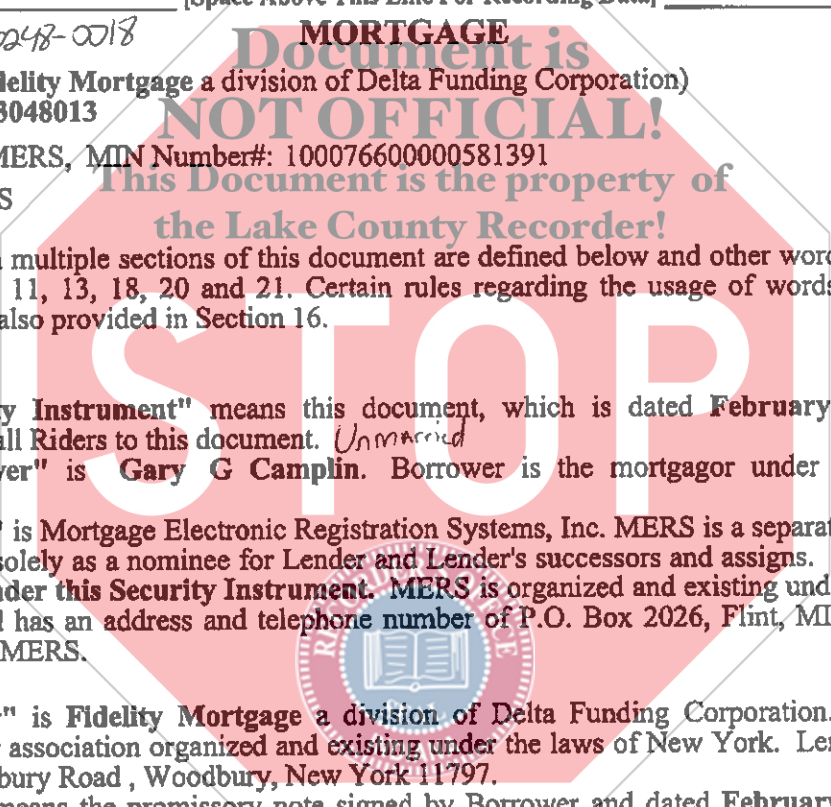 [Space Above This Line For Recording Data]
0248-0018
MORTGAGE
Document is
delity Mortgage a division of Delta Funding Corporation)
3048013
NOT OFFICIAL!
MERS, MIN Number#: 100076600000581391
This Document is the property of
S
the Lake County Recorder!
multiple sections of this document are defined below and other word
11, 13, 18, 20 and 21. Certain rules regarding the usage of words
also provided in Section 16.
STOP
y Instrument" means this document, which is dated February
all Riders to this document. Unmarried
ver" is Gary G Camplin. Borrower is the mortgagor under
" is Mortgage Electronic Registration Systems, Inc. MERS is a separat
solely as a nominee for Lender and Lender's successors and assigns.
nder this Security Instrument. MERS is organized and existing und
l has an address and telephone number of P.O. Box 2026, Flint, MI
MERS.
" is Fidelity Mortgage a division of Delta Funding Corporation.
association organized and existing under the laws of New York. Len
bury Road , Woodbury, New York 11797.
means the promissory note signed by Borrower and dated February